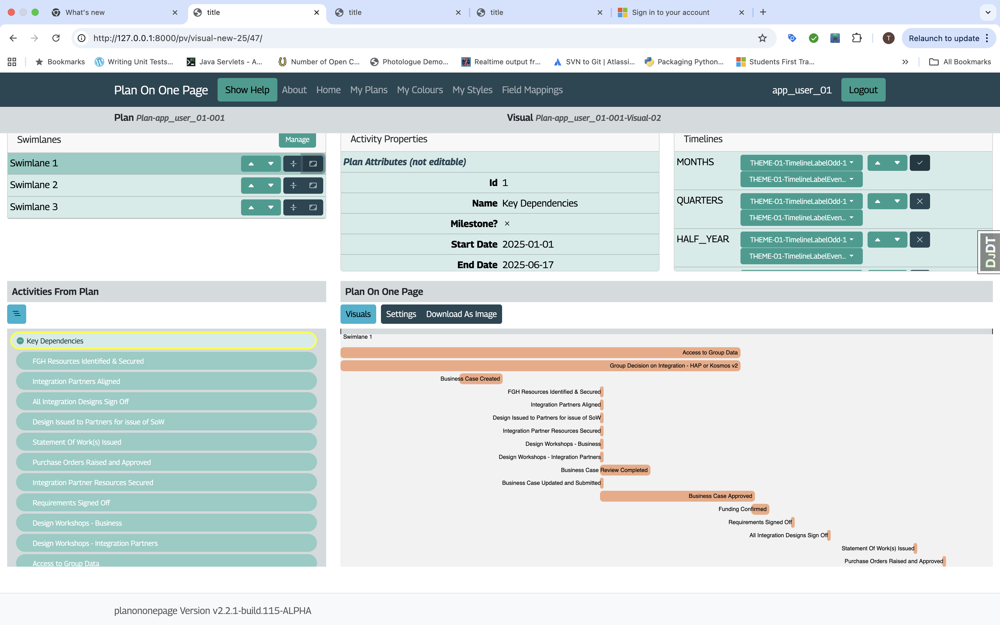 What's new
title
title
title
Sign in to your account
http://127.0.0.1:8000/pv/visual-new-25/47/
T
Relaunch to update
Bookmarks
Writing Unit Tests...
Java Servlets - A...
Number of Open C...
Photologue Demo...
Realtime output fr...
SVN to Git | Atlassi...
Packaging Python...
Students First Tra...
All Bookmarks
Plan On One Page
Show Help
About
Home
My Plans
My Colours
My Styles
Field Mappings
app_user_01
Logout
Plan Plan-app_user_01-001
Visual Plan-app_user_01-001-Visual-02
Swimlanes
Manage
Swimlane 1
Swimlane 2
Swimlane 3
Activity Properties
Plan Attributes (not editable)
Id 1
Name Key Dependencies
Milestone?
Start Date 2025-01-01
End Date 2025-06-17
Timelines
MONTHS
THEME-01-TimelineLabelOdd-1
THEME-01-TimelineLabelEven...
QUARTERS
THEME-01-TimelineLabelOdd-1
THEME-01-TimelineLabelEven...
HALF_YEAR
THEME-01-TimelineLabelOdd-1
THEME-01-TimelineLabelEven...
DJDT
Activities From Plan
Key Dependencies
FGH Resources Identified & Secured
Integration Partners Aligned
All Integration Designs Sign Off
Design Issued to Partners for issue of SoW
Statement Of Work(s) Issued
Purchase Orders Raised and Approved
Integration Partner Resources Secured
Requirements Signed Off
Design Workshops - Business
Design Workshops - Integration Partners
Access to Group Data
Plan On One Page
Visuals
Settings
Download As Image
Swimlane 1
Access to Group Data
Group Decision on Integration - HAP or Kosmos v2
Business Case Created
FGH Resources Identified & Secured
Integration Partners Aligned
Design Issued to Partners for issue of SoW
Integration Partner Resources Secured
Design Workshops - Business
Design Workshops - Integration Partners
Business Case Review Completed
Business Case Updated and Submitted
Business Case Approved
Funding Confirmed
Requirements Signed Off
All Integration Designs Sign Off
Statement Of Work(s) Issued
Purchase Orders Raised and Approved
planononepage Version v2.2.1-build.115-ALPHA